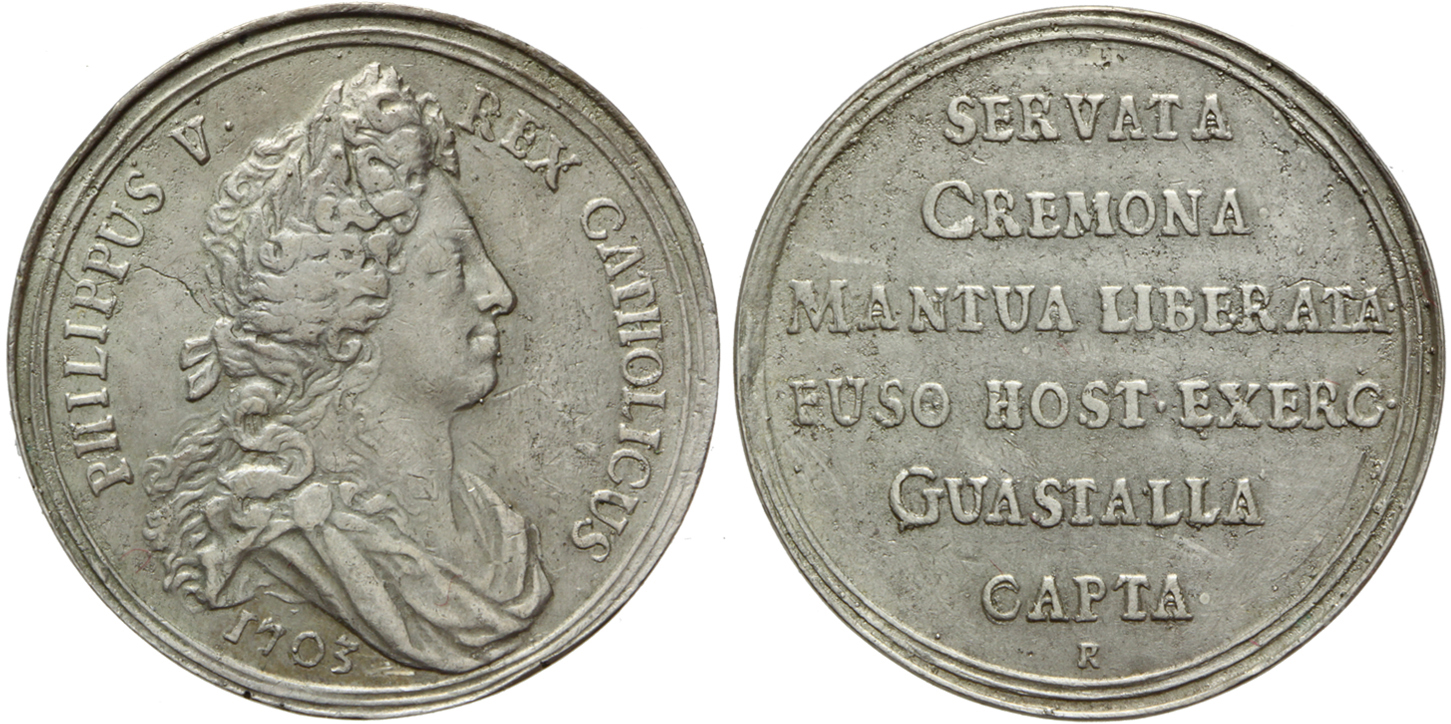 PHILIPPUS V. REX CATHOLICUS
1703
SERVATA
CREMONA·
MANTUA LIBERATA·
FUSO HOST·EXERC·
GUASTALLA
CAPTA·
R